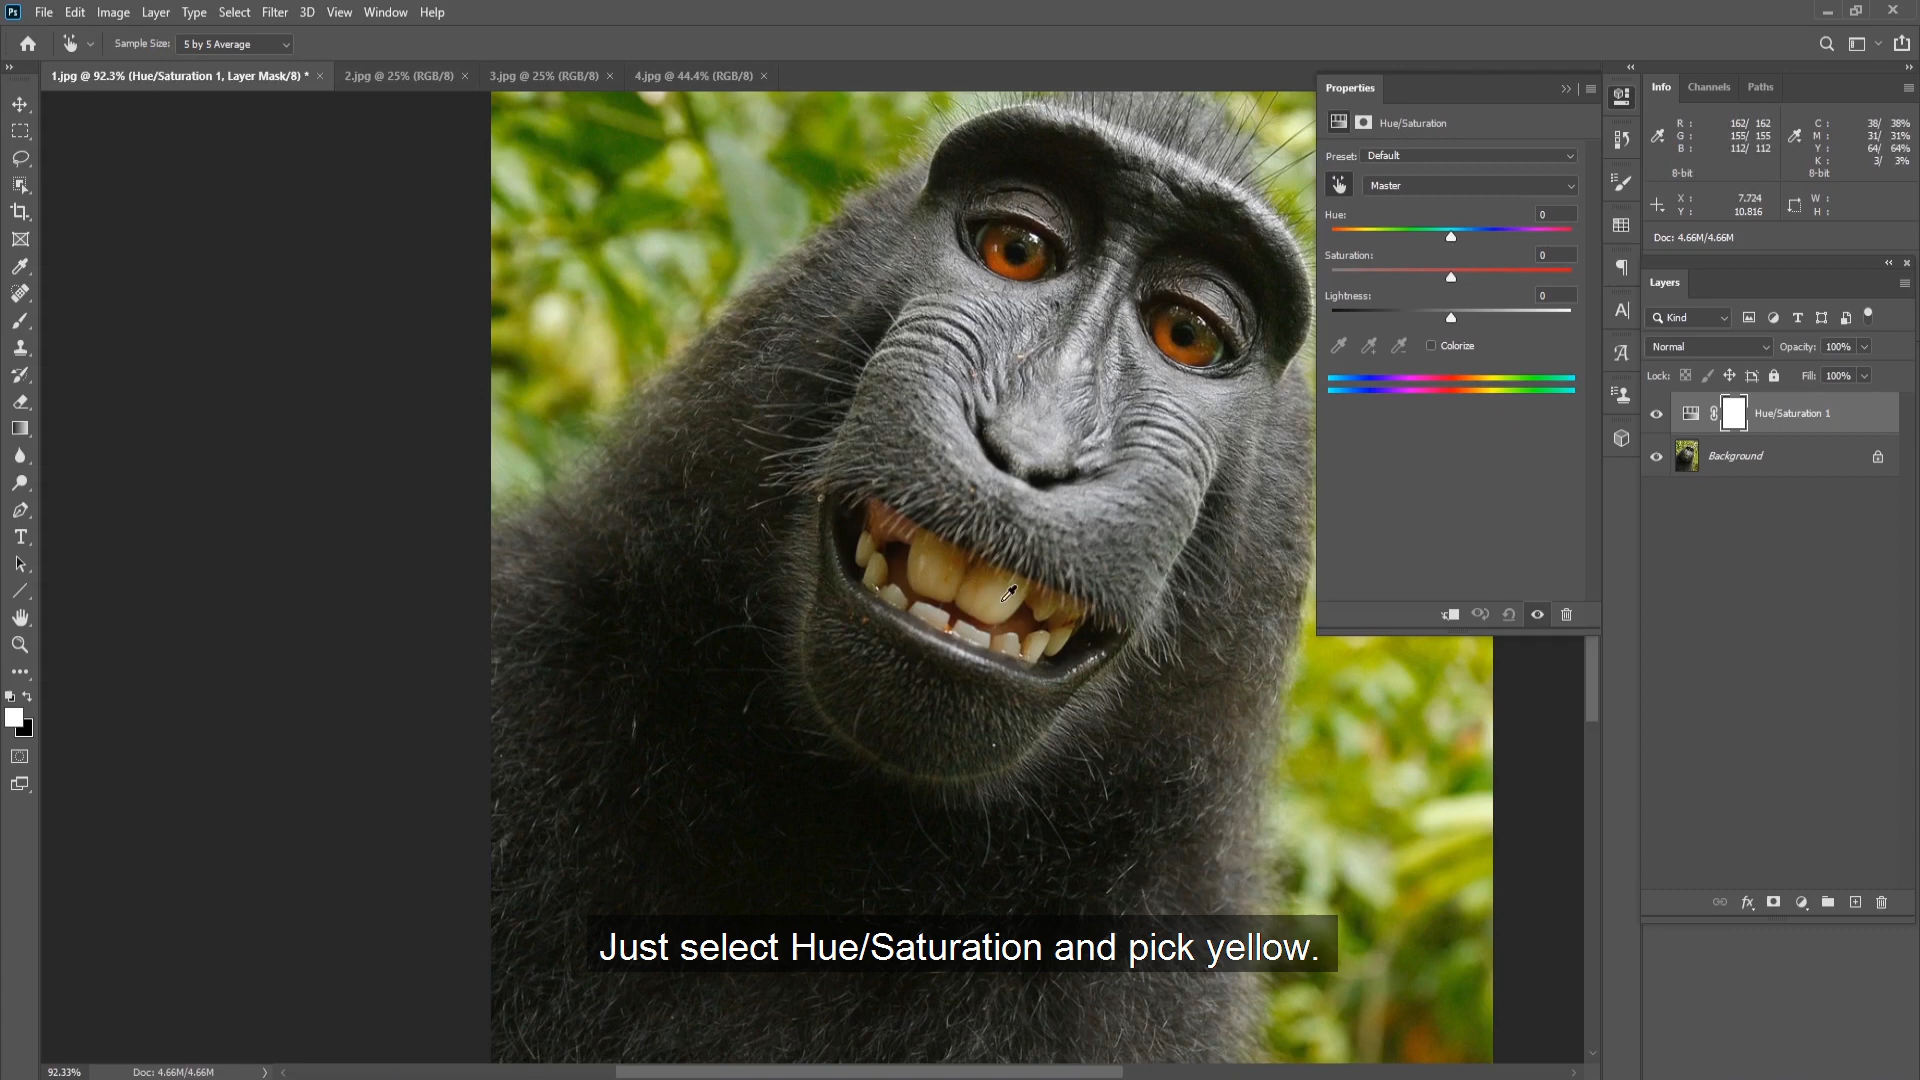 Ps File Edit Image Layer Type Select Filter 3D View Window Help
Sample Size: 5 by 5 Average
1.jpg @ 92.3% (Hue/Saturation 1, Layer Mask/8) * × 2.jpg @ 25% (RGB/8) × 3.jpg @ 25% (RGB/8) × 4.jpg @ 44.4% (RGB/8) ×
Properties
Hue/Saturation
Preset: Default
Master
Hue: 0
Saturation: 0
Lightness: 0
Colorize
Info Channels Paths
R : 162/ 162 C : 38/ 38%
G : 155/ 155 M : 31/ 31%
B : 112/ 112 Y : 64/ 64%
K : 3/ 3%
8-bit 8-bit
X : 7.724 W :
Y : 10.816 H :
Doc: 4.66M/4.66M
Layers
Kind
Normal Opacity: 100%
Lock: Fill: 100%
Hue/Saturation 1
Background
Just select Hue/Saturation and pick yellow.
92.33% Doc: 4.66M/4.66M